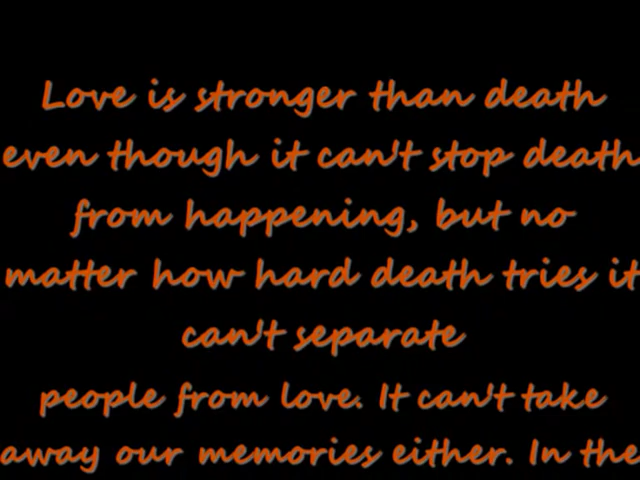 Love is stronger than death
even though it can't stop death
from happening, but no
matter how hard death tries it
can't separate
people from love. It can't take
away our memories either. In the